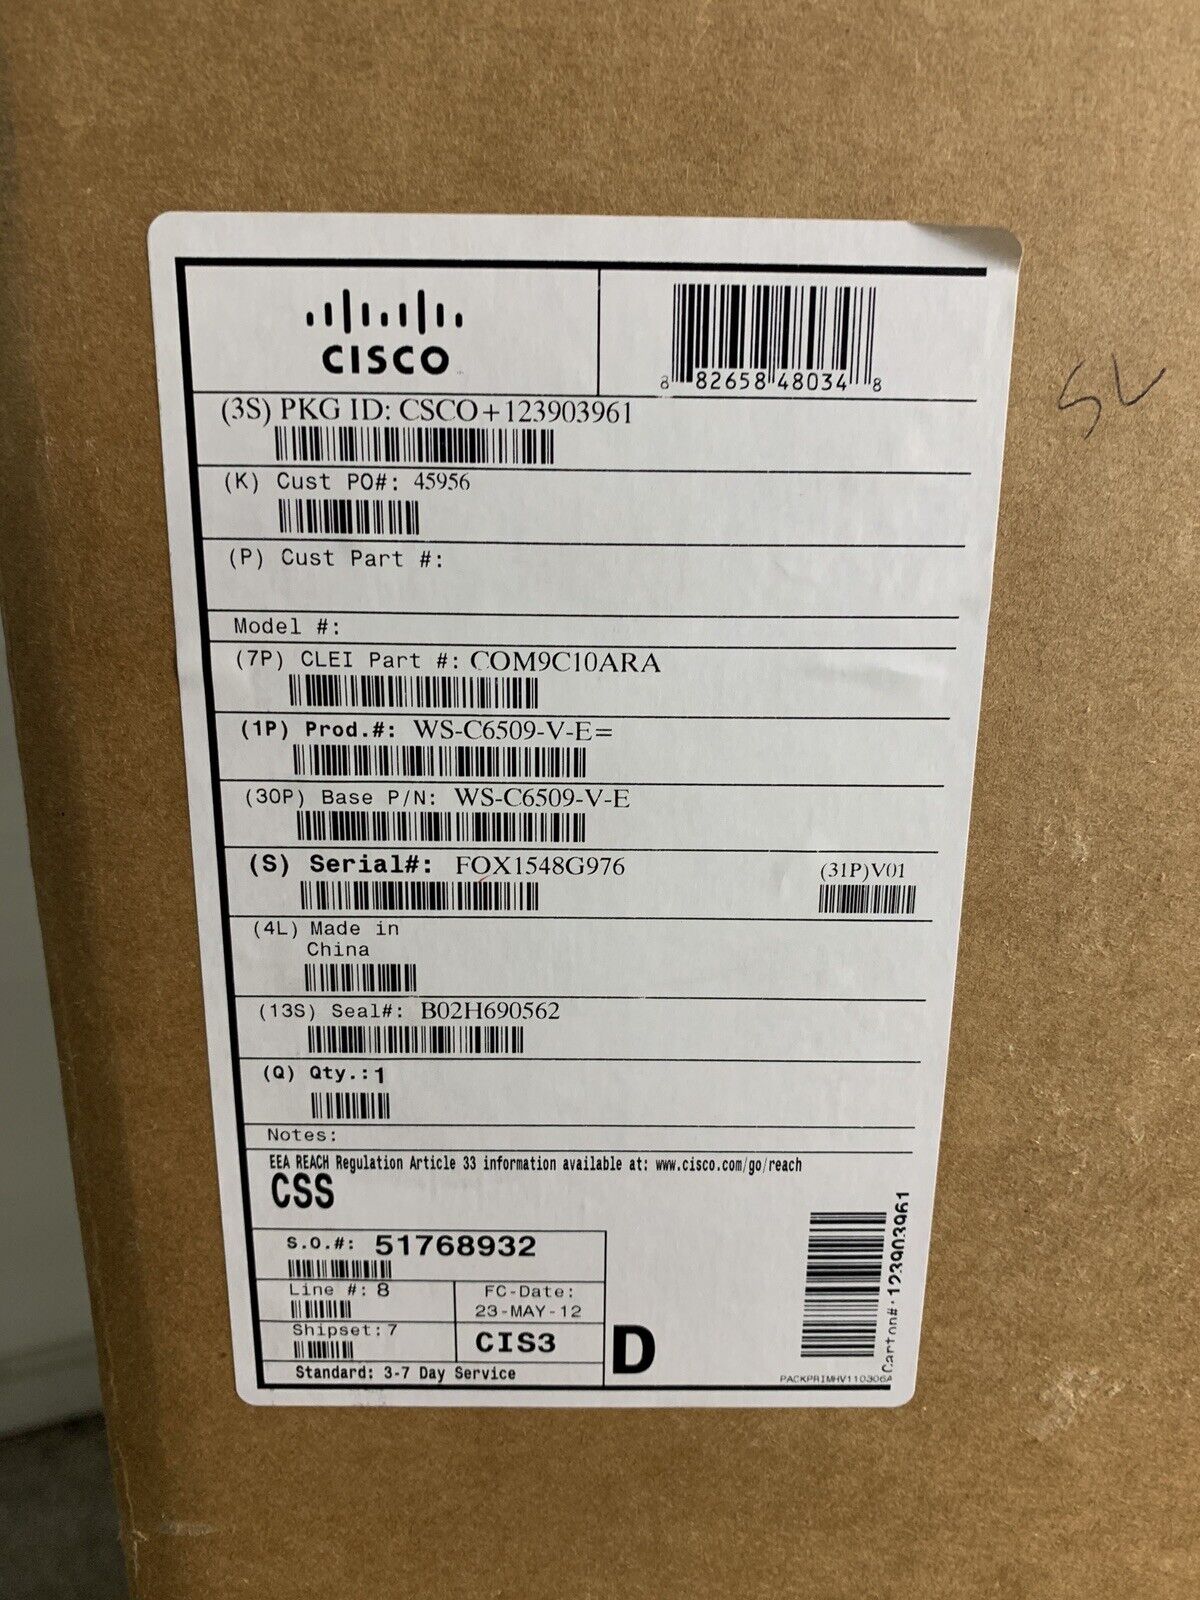 CISCO
8 82658 48034 8
(3S) PKG ID: CSCO+123903961
SL
(K) Cust PO#: 45956
(P) Cust Part #:
Model #:
(7P) CLEI Part #: COM9C10ARA
(1P) Prod.#: WS-C6509-V-E=
(30P) Base P/N: WS-C6509-V-E
(S) Serial#: FOX1548G976
(31P)V01
(4L) Made in
China
(13S) Seal#: B02H690562
(Q) Qty.:1
Notes:
EEA REACH Regulation Article 33 information available at: www.cisco.com/go/reach
CSS
S.O.#: 51768932
Line #: 8
FC-Date:
23-MAY-12
Shipset:7
CIS3
Standard: 3-7 Day Service
D
Carton#:123903961
PACKPRIMHV110306A